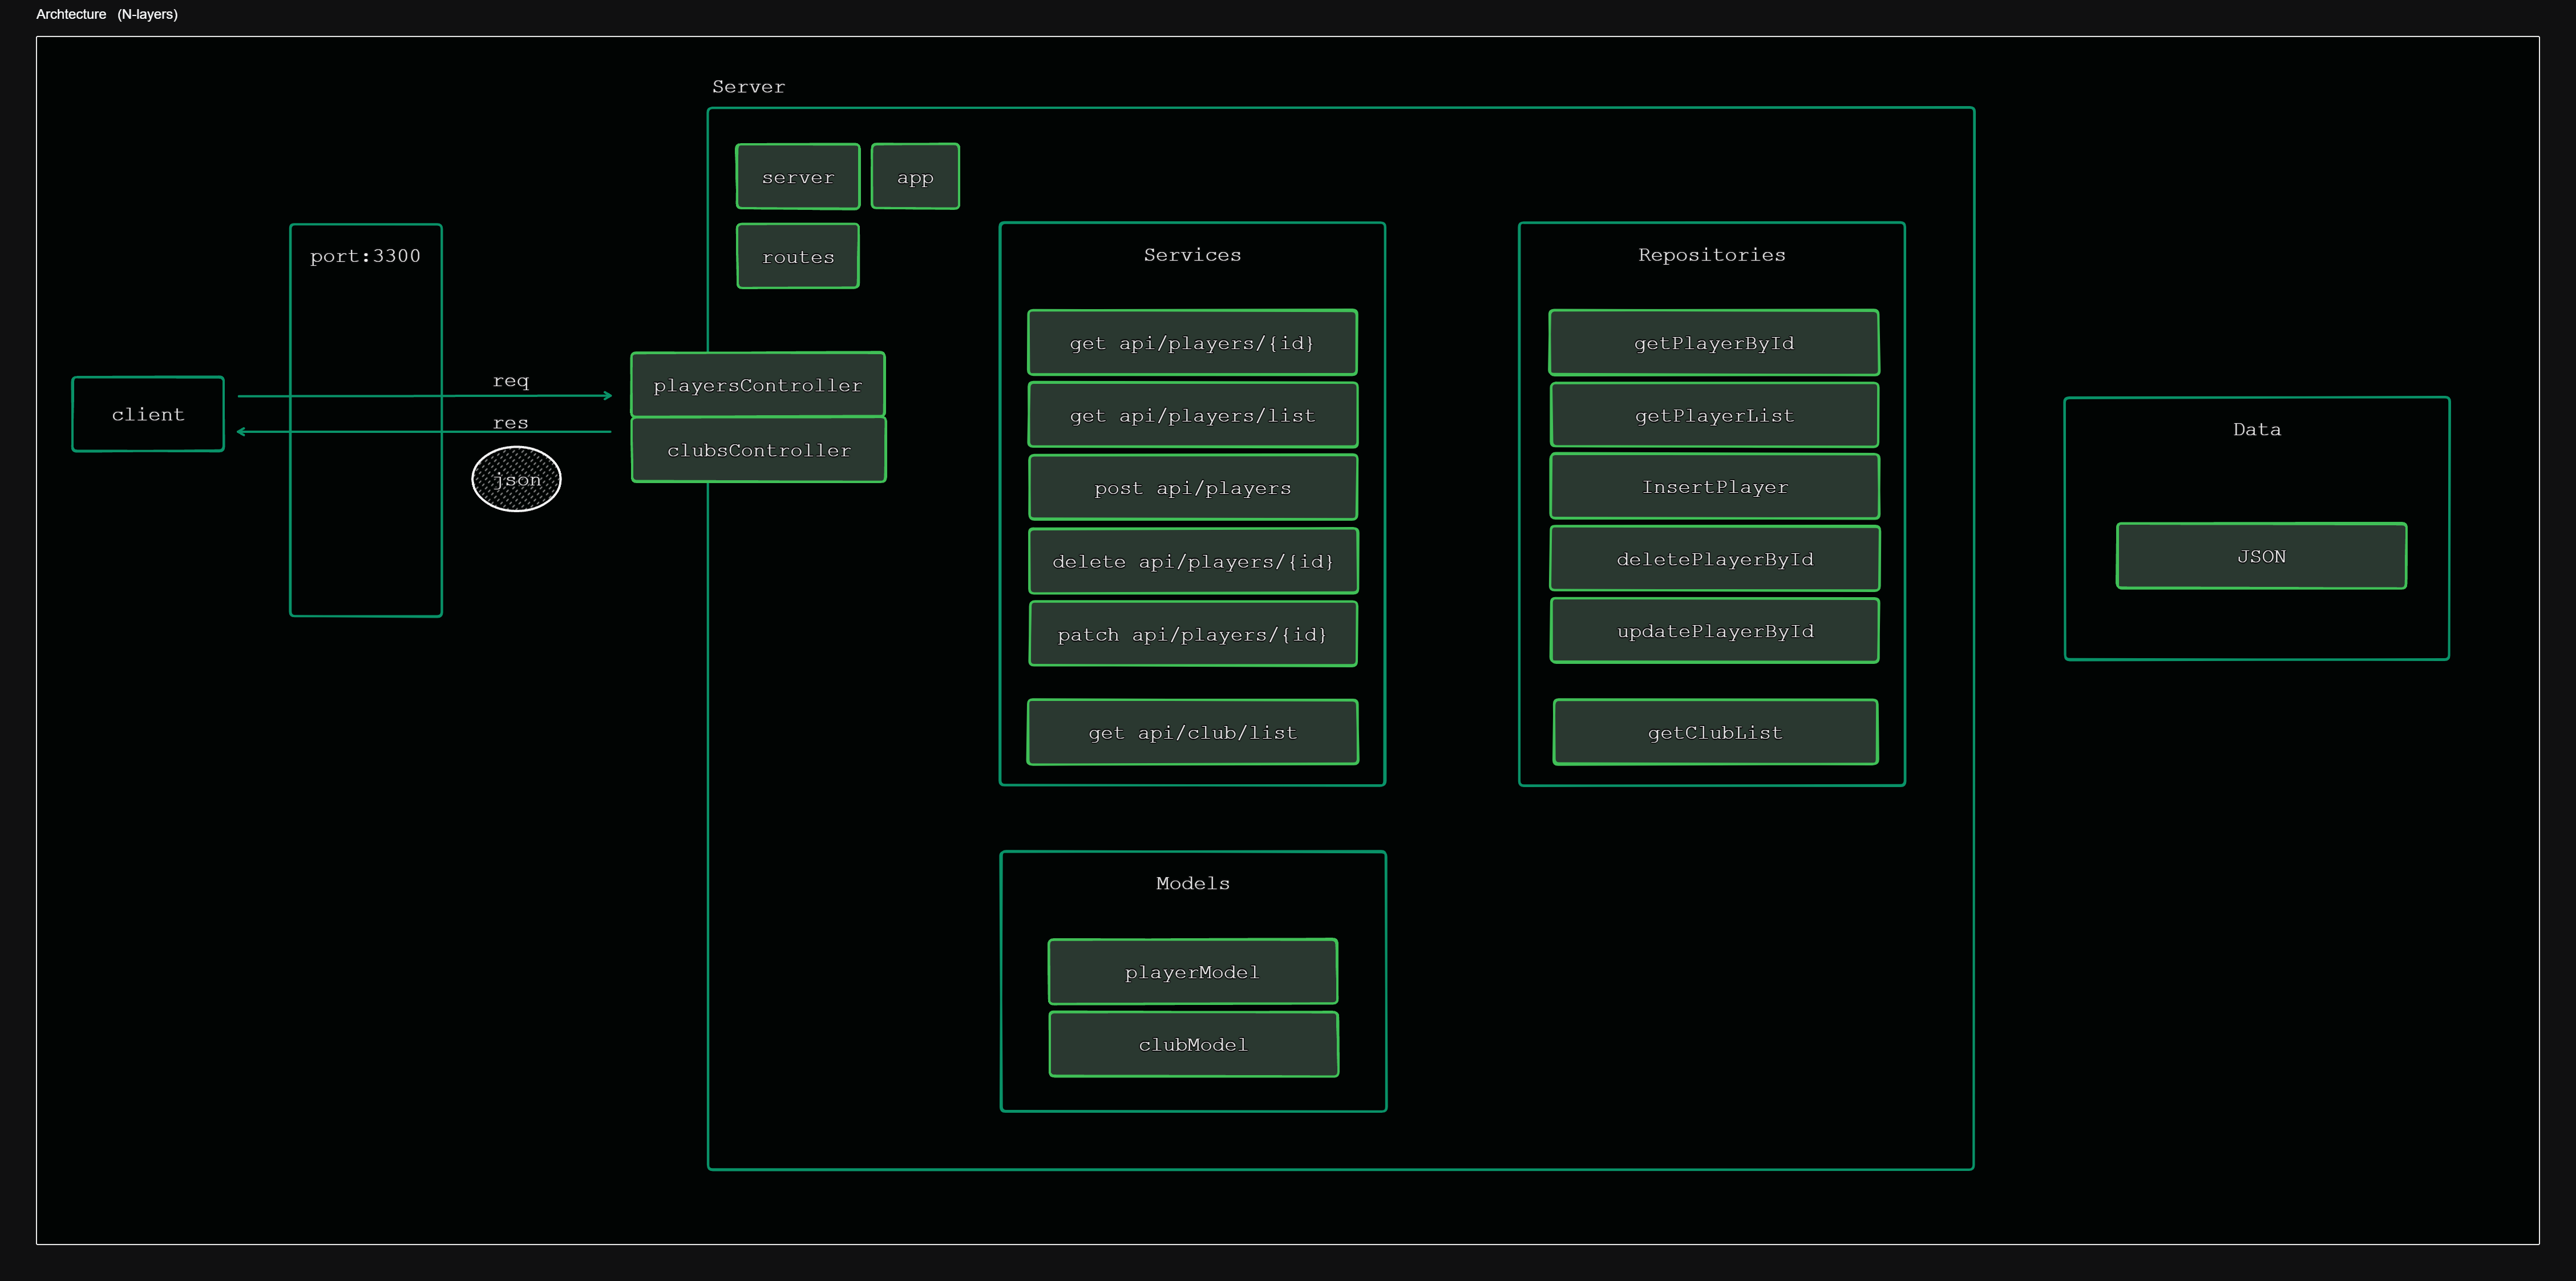 Archtecture (N-layers)
Server
server
app
routes
port:3300
client
req
res
json
playersController
clubsController
Services
get api/players/{id}
get api/players/list
post api/players
delete api/players/{id}
patch api/players/{id}
get api/club/list
Repositories
getPlayerById
getPlayerList
InsertPlayer
deletePlayerById
updatePlayerById
getClubList
Data
JSON
Models
playerModel
clubModel